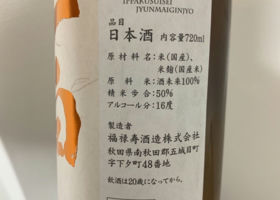 IPPAKUSUISEI
JYUNMAIGINJYO
品目
日本酒 内容量720ml
原材料名：米（国産）、
米麹（国産米）
原料米：酒未来100%
精米歩合：50%
アルコール分：16度
製造者
福禄寿酒造株式会社
秋田県南秋田郡五城目町
字下タ町48番地
飲酒は20歳になってから。